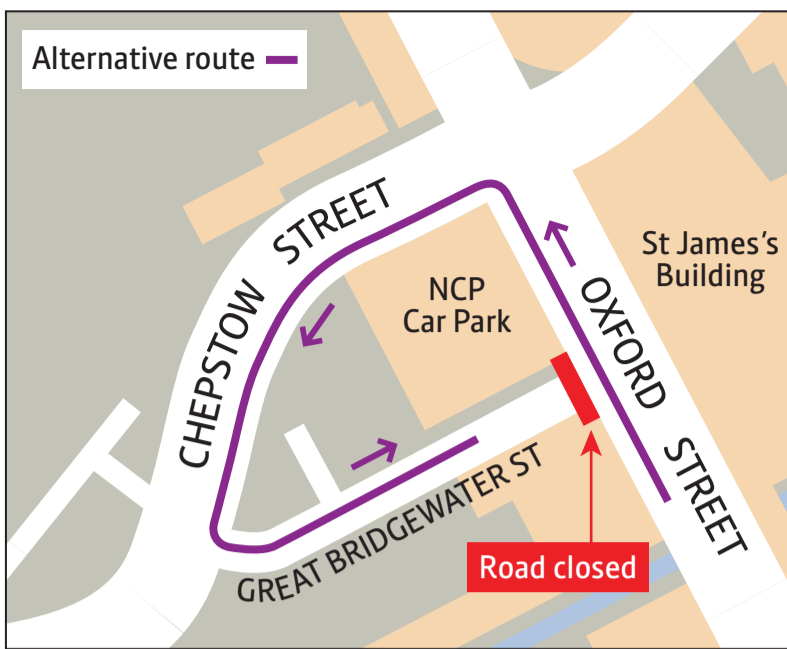 Alternative route
CHEPSTOW STREET
St James's
Building
NCP
Car Park
OXFORD STREET
GREAT BRIDGEWATER ST
Road closed